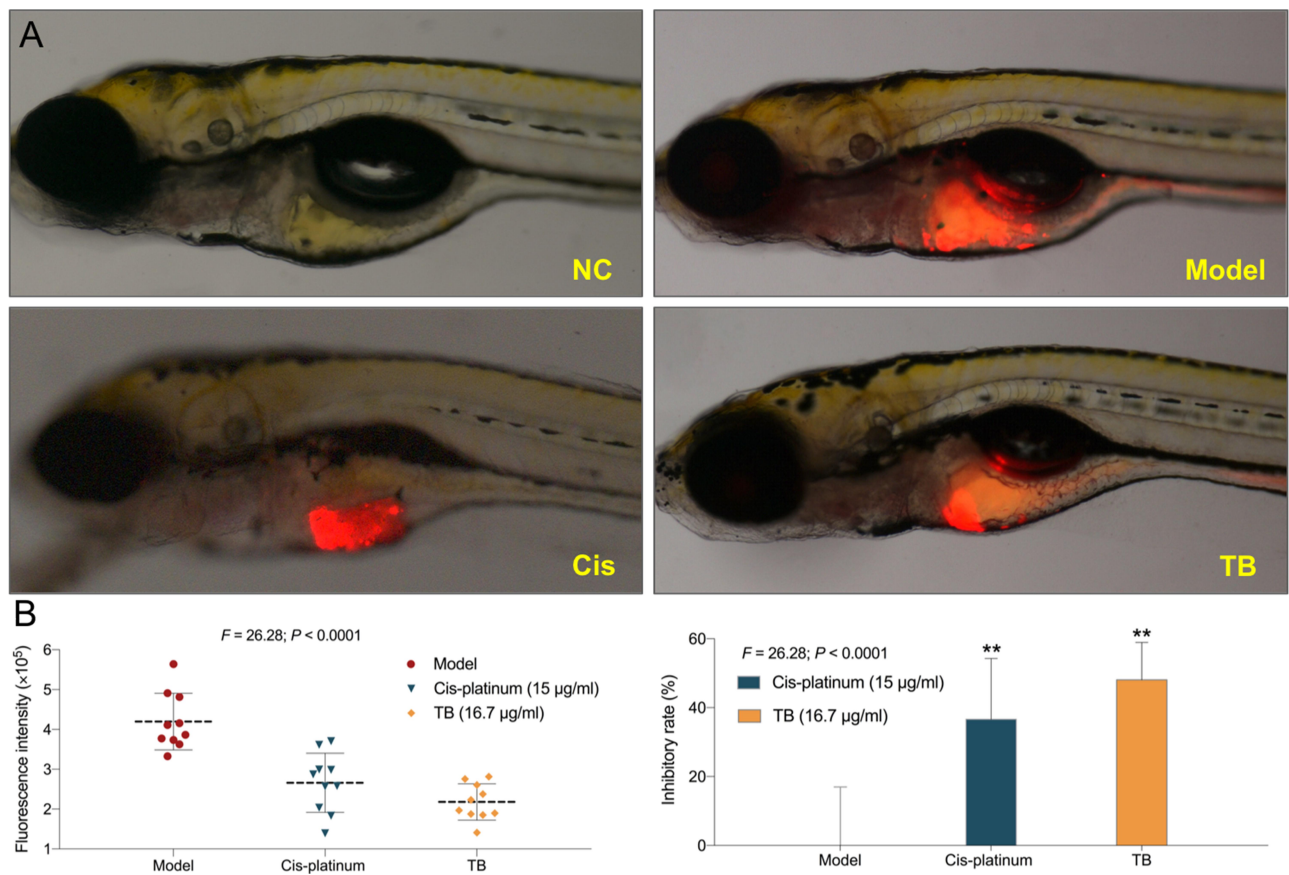 A
NC
Model
Cis
TB
B
F = 26.28; P < 0.0001
Fluorescence intensity (×10⁵)
6
5
4
3
2
1
Model
Cis-platinum (15 μg/ml)
TB (16.7 μg/ml)
Model
Cis-platinum
TB
F = 26.28; P < 0.0001
Cis-platinum (15 μg/ml)
TB (16.7 μg/ml)
Inhibitory rate (%)
60
40
20
0
**
**
Model
Cis-platinum
TB